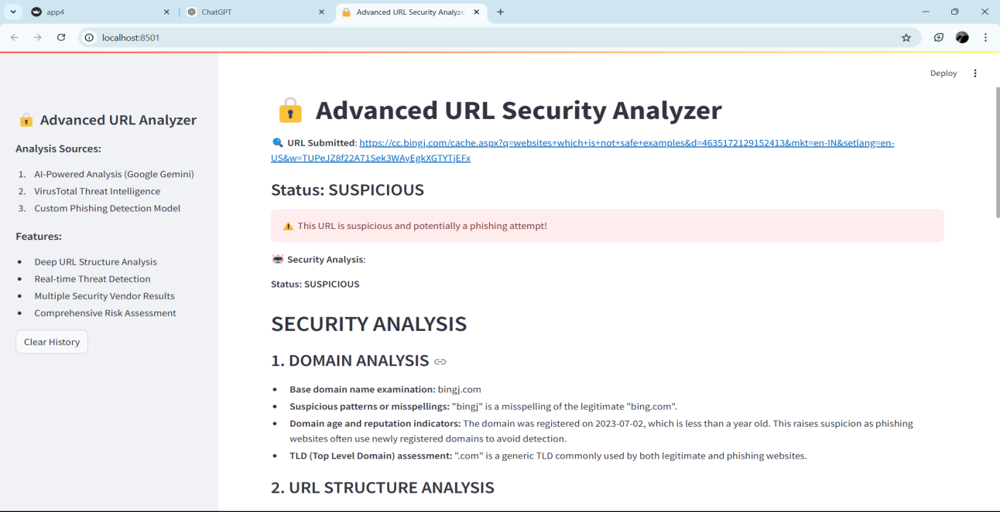 app4
ChatGPT
Advanced URL Security Analyze
localhost:8501
Deploy
Advanced URL Analyzer
Analysis Sources:
1. AI-Powered Analysis (Google Gemini)
2. VirusTotal Threat Intelligence
3. Custom Phishing Detection Model
Features:
• Deep URL Structure Analysis
• Real-time Threat Detection
• Multiple Security Vendor Results
• Comprehensive Risk Assessment
Clear History
Advanced URL Security Analyzer
URL Submitted: https://cc.bingj.com/cache.aspx?q=websites+which+is+not+safe+examples&d=4635172129152413&mkt=en-IN&setlang=en-
US&w=TUPeJZ8f22A71Sek3WAyEgkXGTYTjEFx
Status: SUSPICIOUS
This URL is suspicious and potentially a phishing attempt!
Security Analysis:
Status: SUSPICIOUS
SECURITY ANALYSIS
1. DOMAIN ANALYSIS
• Base domain name examination: bingj.com
• Suspicious patterns or misspellings: "bingj" is a misspelling of the legitimate "bing.com".
• Domain age and reputation indicators: The domain was registered on 2023-07-02, which is less than a year old. This raises suspicion as phishing
websites often use newly registered domains to avoid detection.
• TLD (Top Level Domain) assessment: ".com" is a generic TLD commonly used by both legitimate and phishing websites.
2. URL STRUCTURE ANALYSIS